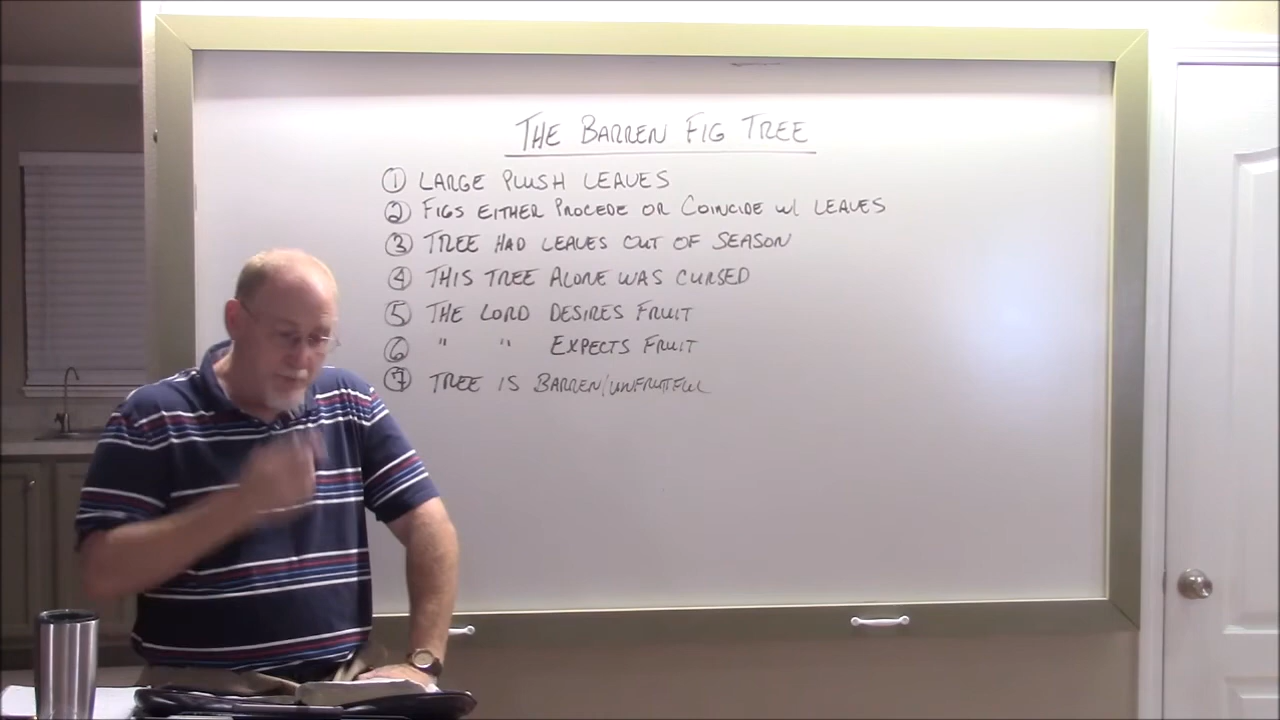 THE BARREN FIG TREE
① LARGE PLUSH LEAVES
② FIGS EITHER PROCEDE OR COINCIDE W/ LEAVES
③ TREE HAD LEAVES OUT OF SEASON
④ THIS TREE ALONE WAS CURSED
⑤ THE LORD DESIRES FRUIT
⑥ " " EXPECTS FRUIT
⑦ TREE IS BARREN/UNFRUTFUL